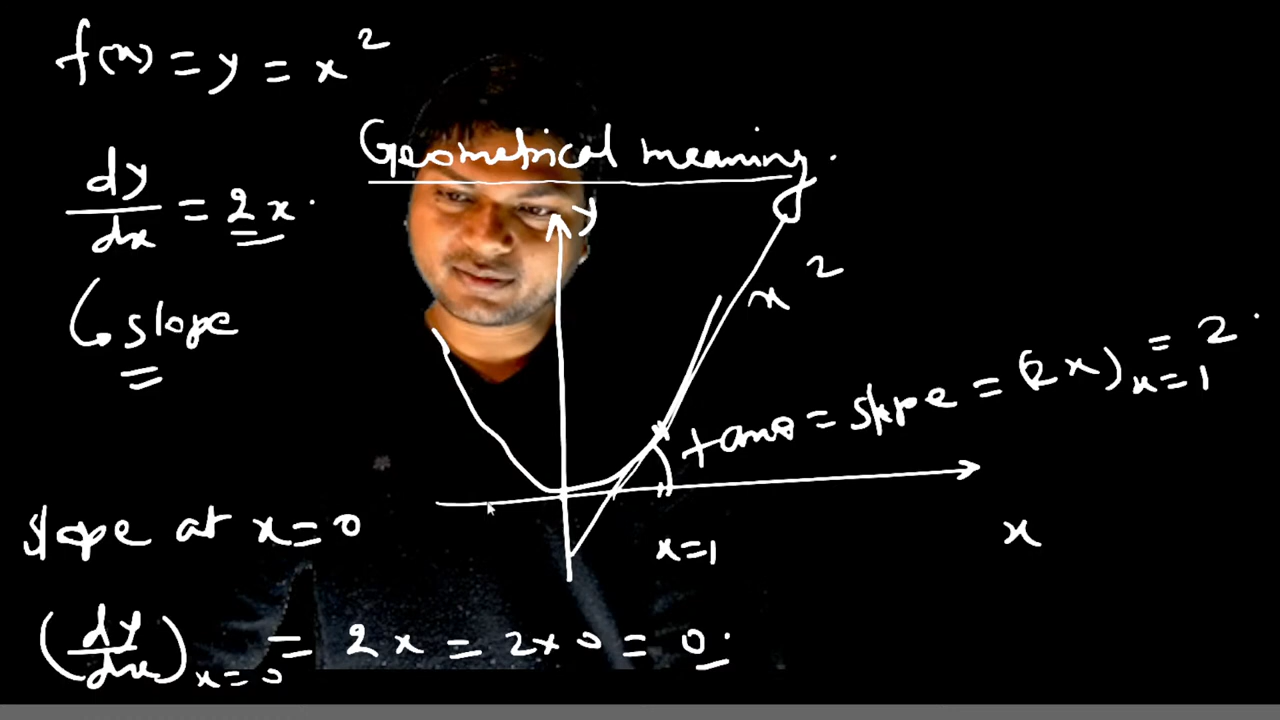 f(x) = y = x²
Geometrical meaning.
dy/dx = 2x.
slope
y
x²
tanθ = slope = (2x)ₓ₌₁ = 2.
slope at x=0
x=1
x
(dy/dx)ₓ₌₀ = 2x = 2×0 = 0.